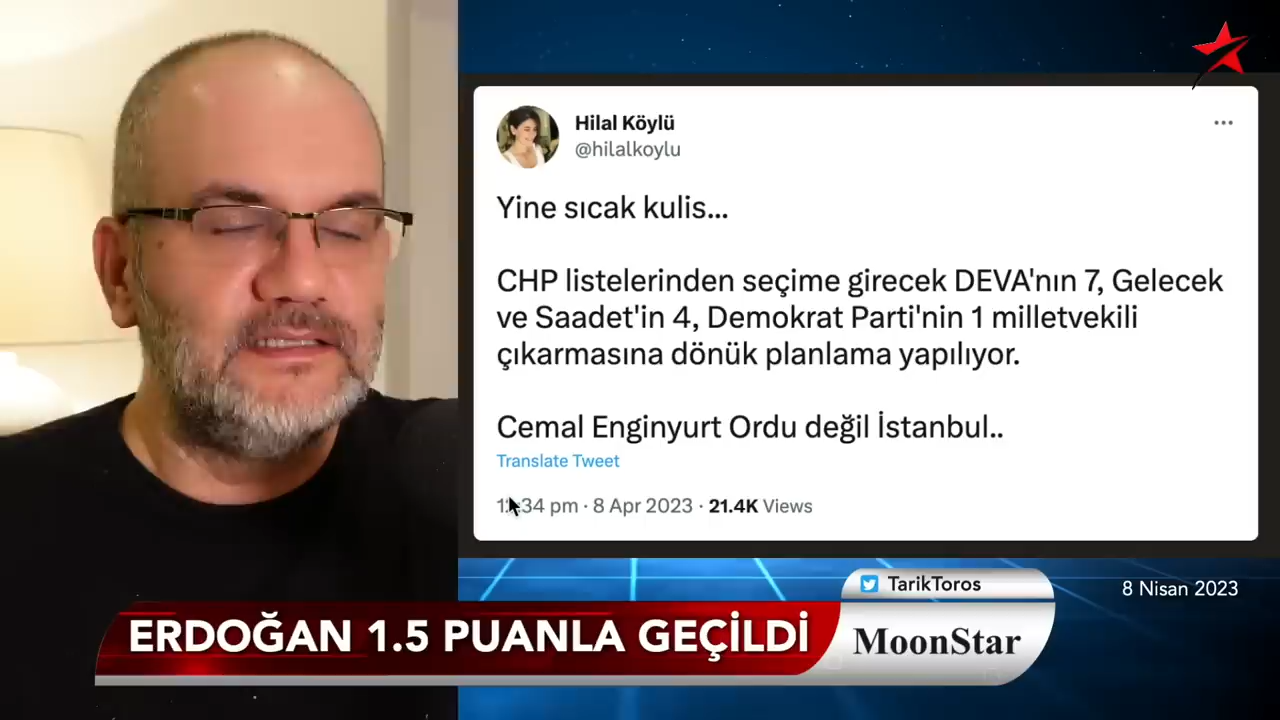 Hilal Köylü
@hilalkoylu
Yine sıcak kulis...
CHP listelerinden seçime girecek DEVA'nın 7, Gelecek
ve Saadet'in 4, Demokrat Parti'nin 1 milletvekili
çıkarmasına dönük planlama yapılıyor.
Cemal Enginyurt Ordu değil İstanbul..
Translate Tweet
8 Apr 2023 · 21.4K Views
TarikToros
8 Nisan 2023
ERDOĞAN 1.5 PUANLA GEÇİLDİ
MoonStar